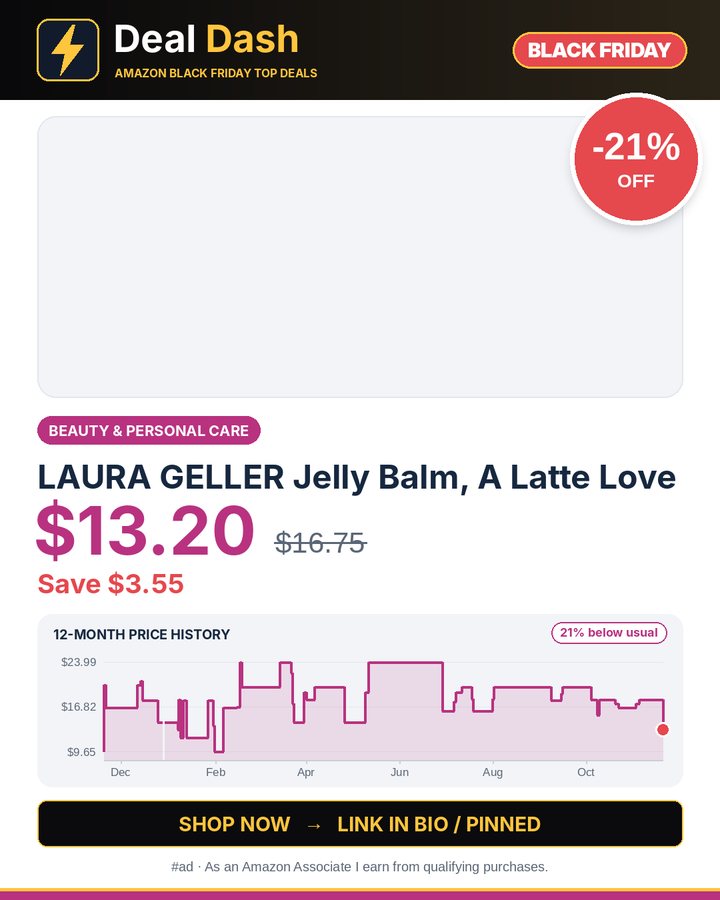 Deal Dash
AMAZON BLACK FRIDAY TOP DEALS
BLACK FRIDAY
-21%
OFF
BEAUTY & PERSONAL CARE
LAURA GELLER Jelly Balm, A Latte Love
$13.20 $16.75
Save $3.55
12-MONTH PRICE HISTORY
21% below usual
$23.99
$16.82
$9.65
Dec Feb Apr Jun Aug Oct
SHOP NOW → LINK IN BIO / PINNED
#ad · As an Amazon Associate I earn from qualifying purchases.